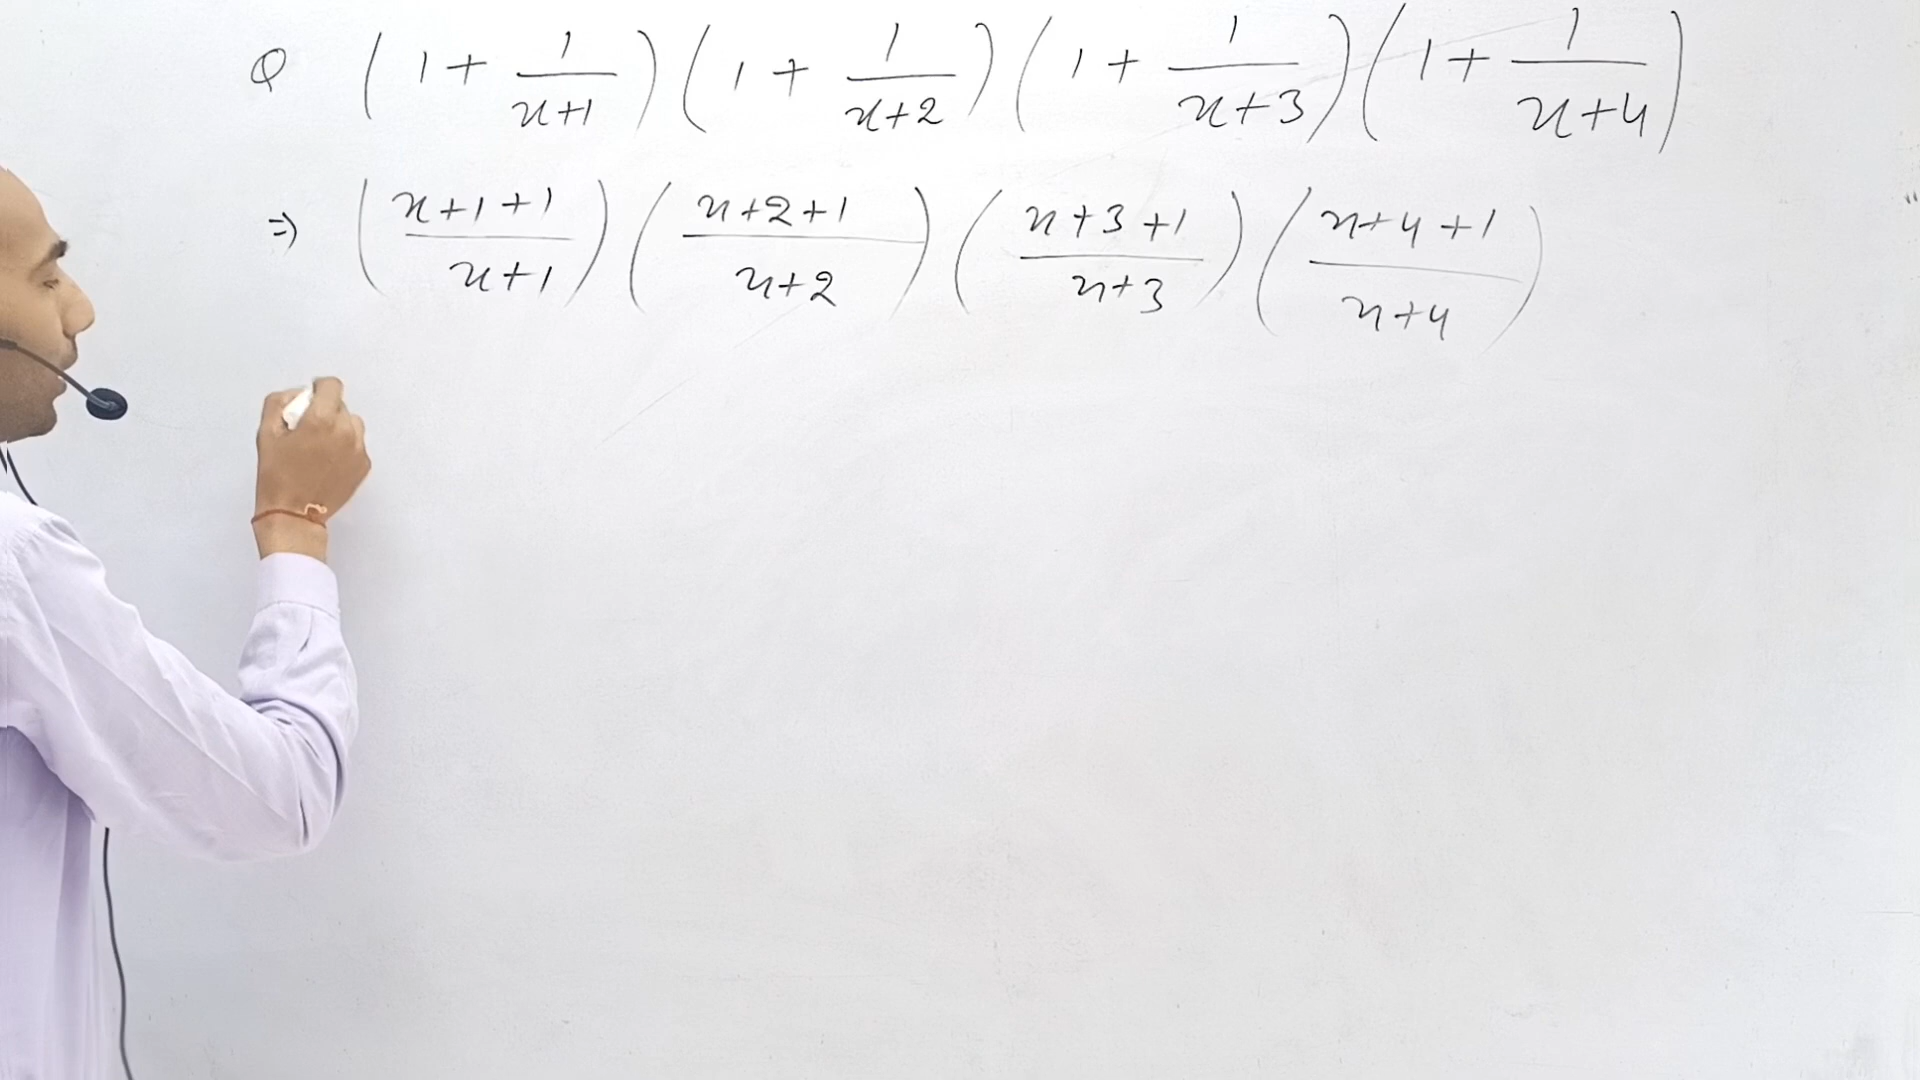 Q (1 + 1/(x+1)) (1 + 1/(x+2)) (1 + 1/(x+3)) (1 + 1/(x+4))
⇒ ((x+1+1)/(x+1)) ((x+2+1)/(x+2)) ((x+3+1)/(x+3)) ((x+4+1)/(x+4))